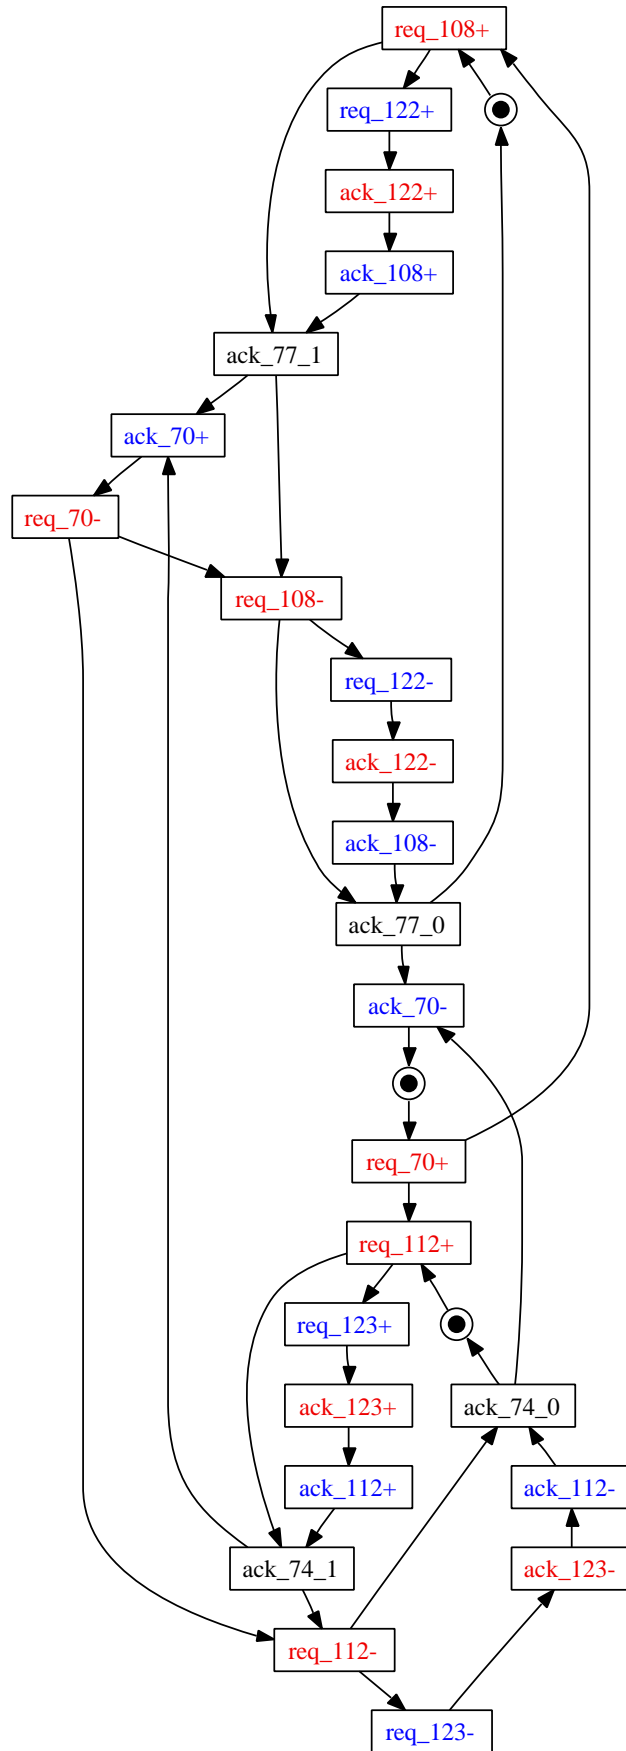 req_108+
req_122+
ack_122+
ack_108+
ack_77_1
ack_70+
req_70-
req_108-
req_122-
ack_122-
ack_108-
ack_77_0
ack_70-
req_70+
req_112+
req_123+
ack_123+
ack_74_0
ack_112+
ack_112-
ack_74_1
ack_123-
req_112-
req_123-